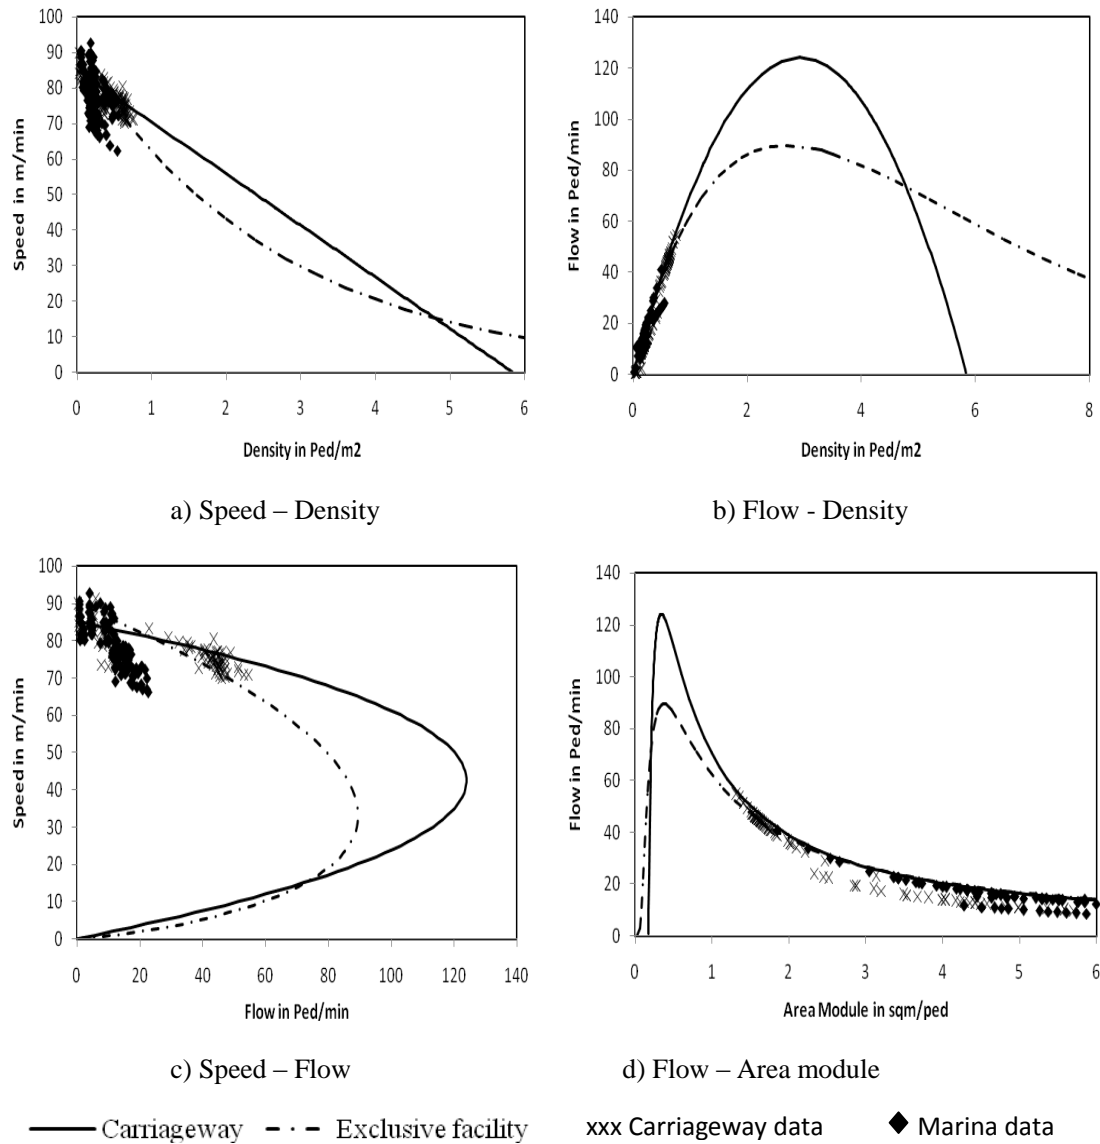 100
90
80
70
60
50
40
30
20
10
0
Speed in m/min
0 1 2 3 4 5 6
Density in Ped/m2
a) Speed – Density
140
120
100
80
60
40
20
0
Flow in Ped/min
0 2 4 6 8
Density in Ped/m2
b) Flow - Density
100
90
80
70
60
50
40
30
20
10
0
Speed in m/min
0 20 40 60 80 100 120 140
Flow in Ped/min
c) Speed – Flow
140
120
100
80
60
40
20
0
Flow in Ped/min
0 1 2 3 4 5 6
Area Module in sqm/ped
d) Flow – Area module
Carriageway Exclusive facility xxx Carriageway data Marina data